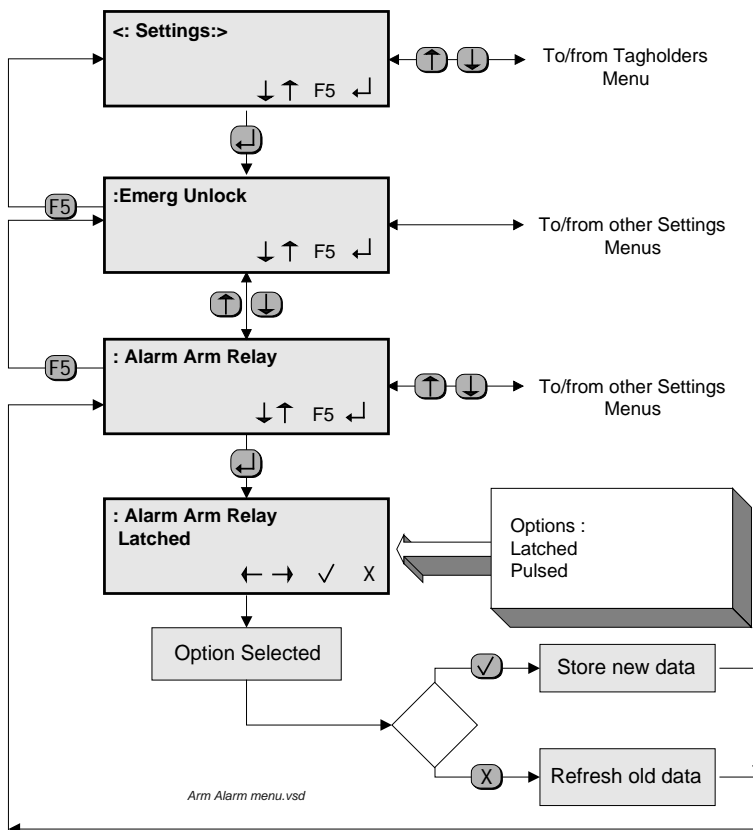 <: Settings:>
↓ ↑ F5 ↵
↑ ↓
To/from Tagholders
Menu
↵
F5
:Emerg Unlock
↓ ↑ F5 ↵
To/from other Settings
Menus
↑ ↓
F5
: Alarm Arm Relay
↓ ↑ F5 ↵
↑ ↓
To/from other Settings
Menus
↵
: Alarm Arm Relay
Latched
← → √ X
Options :
Latched
Pulsed
Option Selected
√
Store new data
X
Refresh old data
Arm Alarm menu.vsd